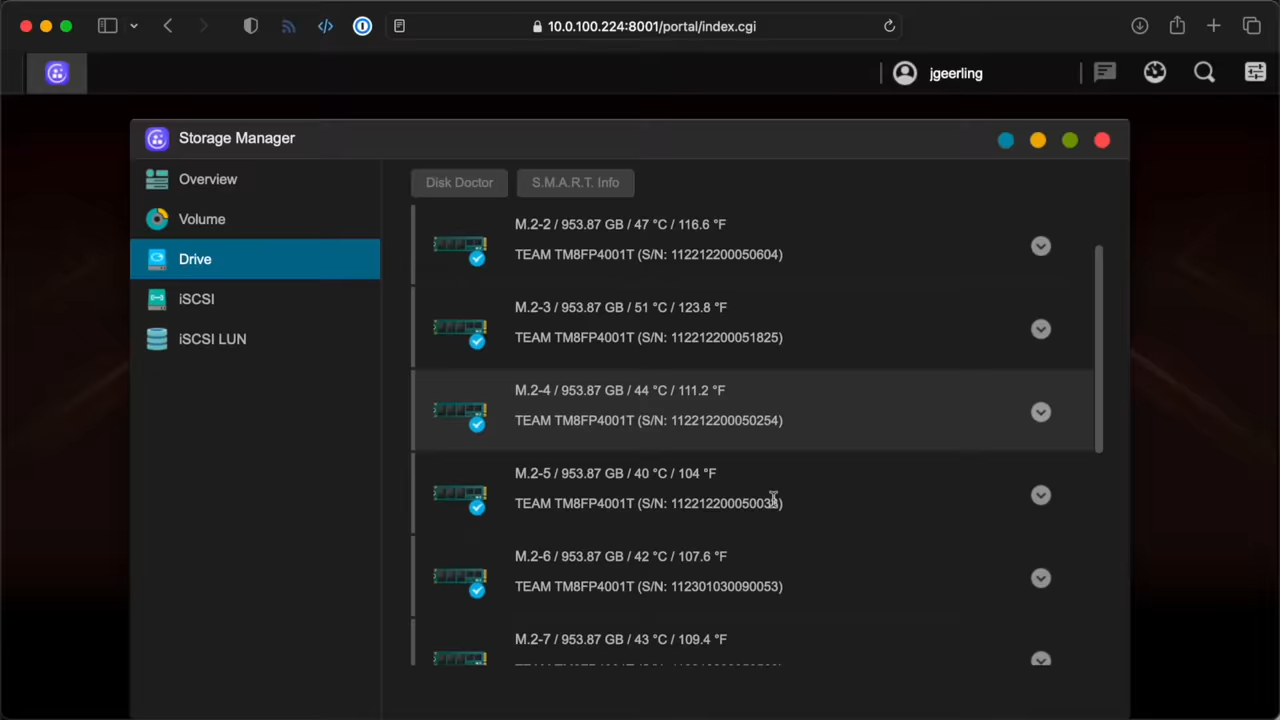 10.0.100.224:8001/portal/index.cgi
jgeerling
Storage Manager
Overview
Volume
Drive
iSCSI
iSCSI LUN
Disk Doctor
S.M.A.R.T. Info
M.2-2 / 953.87 GB / 47 °C / 116.6 °F
TEAM TM8FP4001T (S/N: 112212200050604)
M.2-3 / 953.87 GB / 51 °C / 123.8 °F
TEAM TM8FP4001T (S/N: 112212200051825)
M.2-4 / 953.87 GB / 44 °C / 111.2 °F
TEAM TM8FP4001T (S/N: 112212200050254)
M.2-5 / 953.87 GB / 40 °C / 104 °F
TEAM TM8FP4001T (S/N:
M.2-6 / 953.87 GB / 42 °C / 107.6 °F
TEAM TM8FP4001T (S/N: 112301030090053)
M.2-7 / 953.87 GB / 43 °C / 109.4 °F